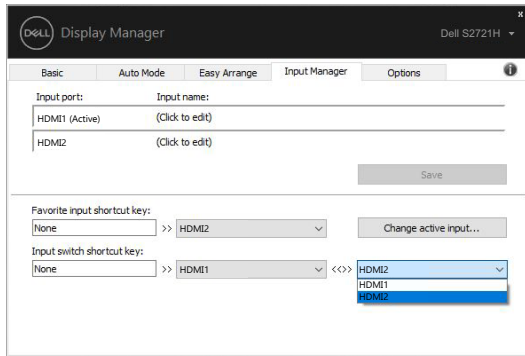 x
DELL Display Manager Dell S2721H
Basic Auto Mode Easy Arrange Input Manager Options
Input port: Input name:
HDMI1 (Active) (Click to edit)
HDMI2 (Click to edit)
Save
Favorite input shortcut key:
None >> HDMI2 Change active input...
Input switch shortcut key:
None >> HDMI1 <<>> HDMI2
HDMI1
HDMI2